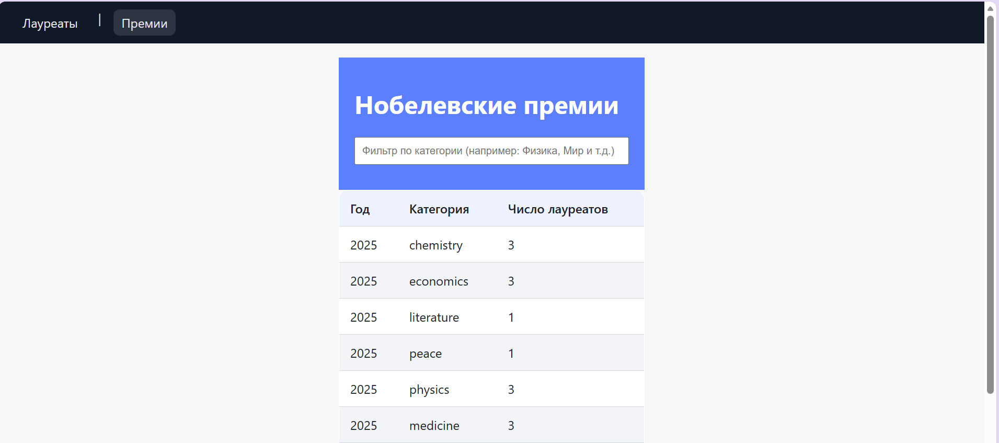 Лауреаты | Премии
Нобелевские премии
Фильтр по категории (например: Физика, Мир и т.д.)
Год Категория Число лауреатов
2025 chemistry 3
2025 economics 3
2025 literature 1
2025 peace 1
2025 physics 3
2025 medicine 3